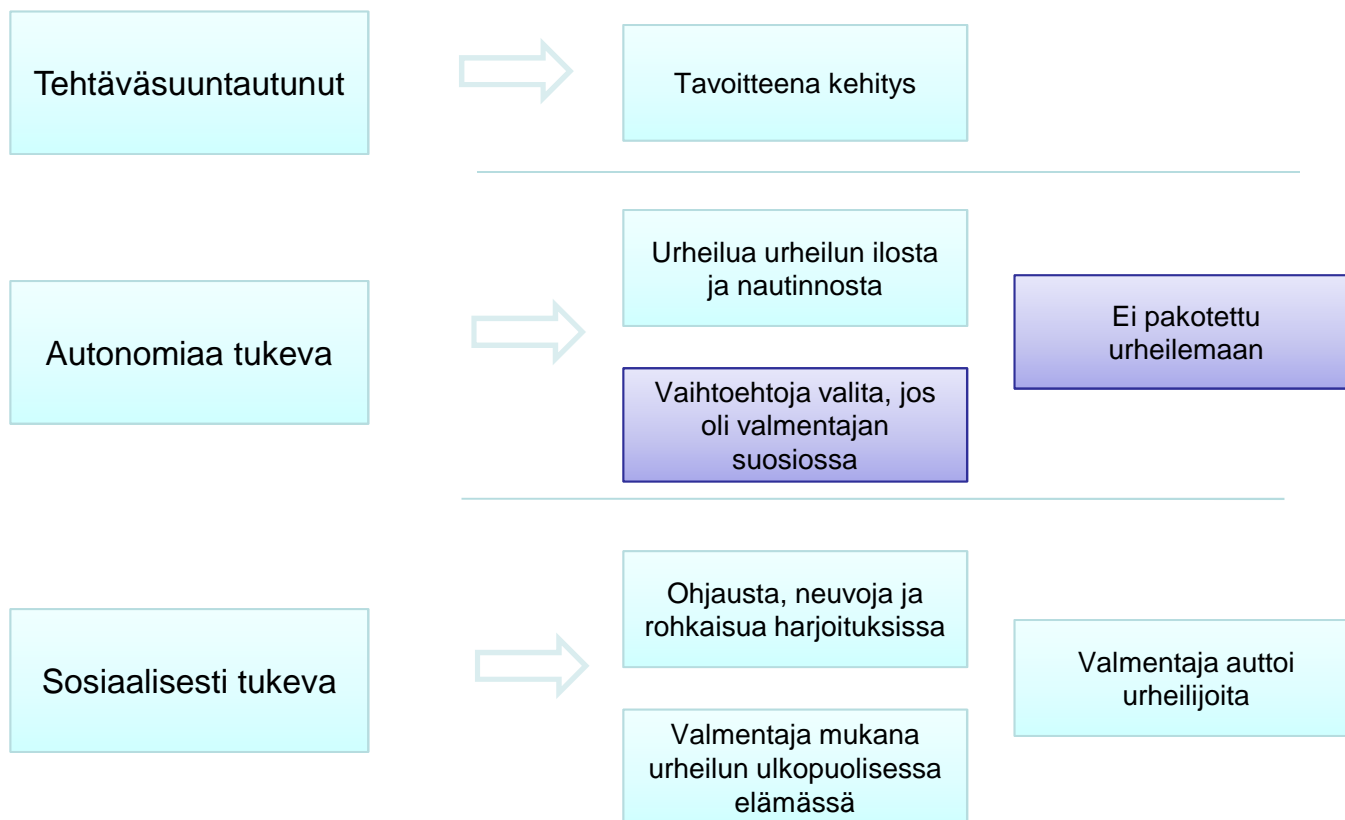 Tehtäväsuuntautunut
Tavoitteena kehitys
Autonomiaa tukeva
Urheilua urheilun ilosta
ja nautinnosta
Vaihtoehtoja valita, jos
oli valmentajan
suosiossa
Ei pakotettu
urheilemaan
Sosiaalisesti tukeva
Ohjausta, neuvoja ja
rohkaisua harjoituksissa
Valmentaja mukana
urheilun ulkopuolisessa
elämässä
Valmentaja auttoi
urheilijoita